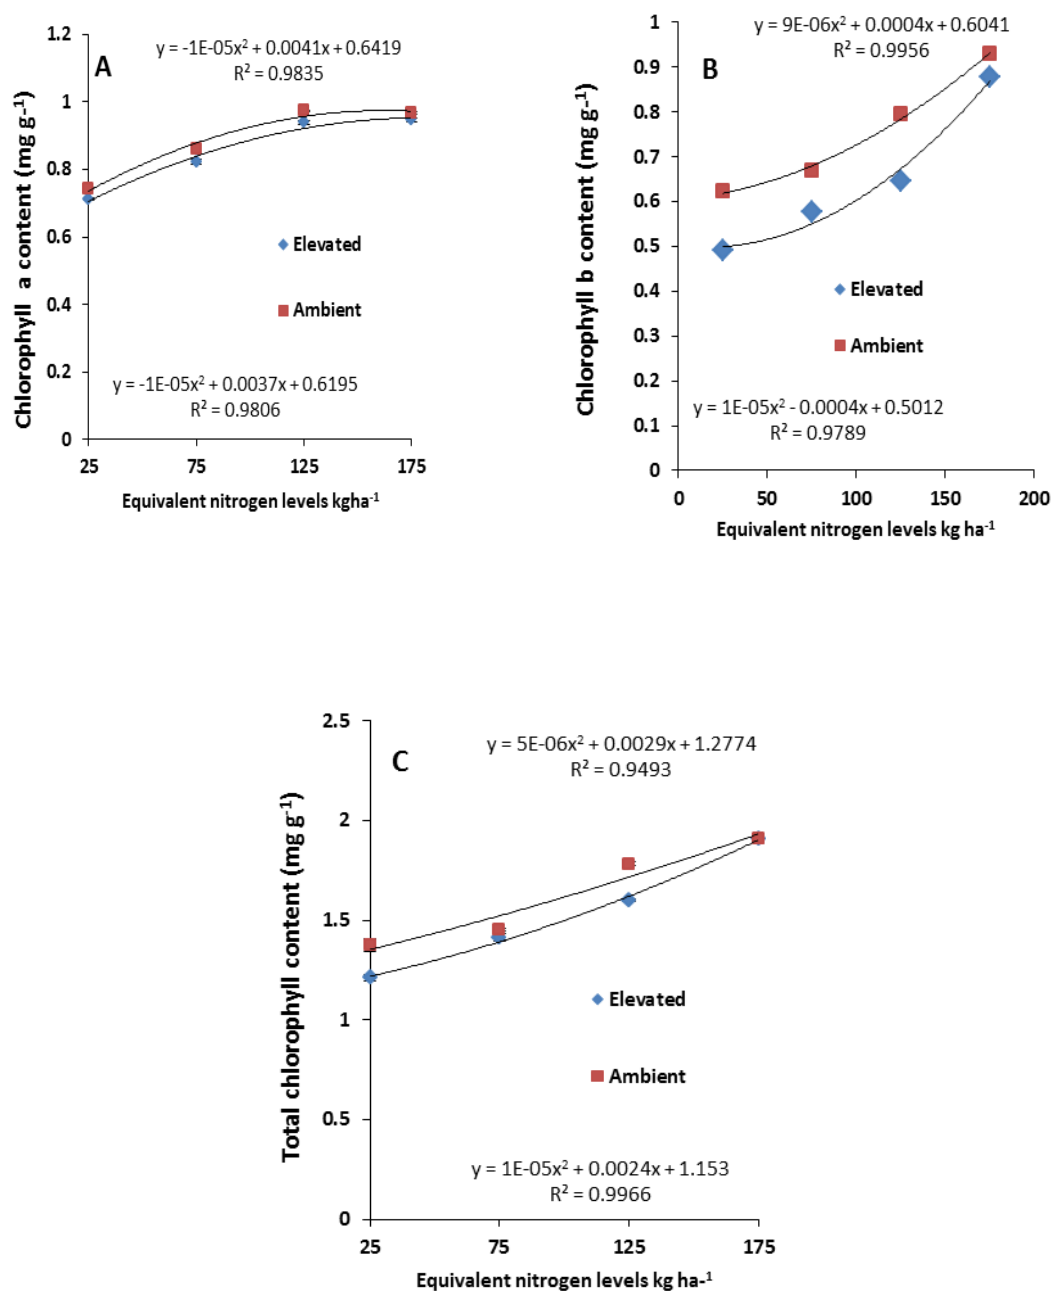 A
y = -1E-05x² + 0.0041x + 0.6419
R² = 0.9835
Chlorophyll a content (mg g⁻¹)
1.2
1
0.8
0.6
0.4
0.2
0
Elevated
Ambient
y = -1E-05x² + 0.0037x + 0.6195
R² = 0.9806
25 75 125 175
Equivalent nitrogen levels kgha⁻¹
B
y = 9E-06x² + 0.0004x + 0.6041
R² = 0.9956
Chlorophyll b content (mg g⁻¹)
1
0.9
0.8
0.7
0.6
0.5
0.4
0.3
0.2
0.1
0
Elevated
Ambient
y = 1E-05x² - 0.0004x + 0.5012
R² = 0.9789
0 50 100 150 200
Equivalent nitrogen levels kg ha⁻¹
C
y = 5E-06x² + 0.0029x + 1.2774
R² = 0.9493
Total chlorophyll content (mg g⁻¹)
2.5
2
1.5
1
0.5
0
Elevated
Ambient
y = 1E-05x² + 0.0024x + 1.153
R² = 0.9966
25 75 125 175
Equivalent nitrogen levels kg ha-¹